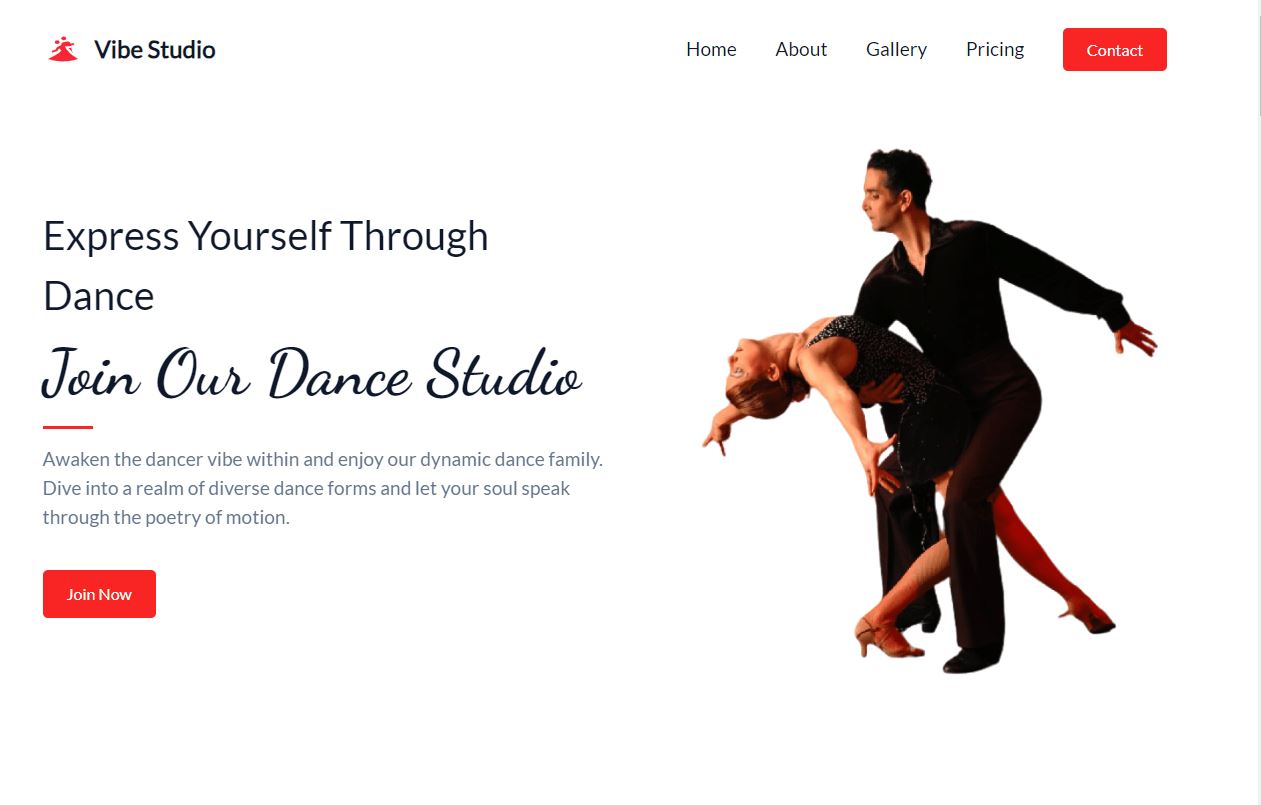 Vibe Studio
Home About Gallery Pricing Contact
Express Yourself Through
Dance
Join Our Dance Studio
Awaken the dancer vibe within and enjoy our dynamic dance family.
Dive into a realm of diverse dance forms and let your soul speak
through the poetry of motion.
Join Now